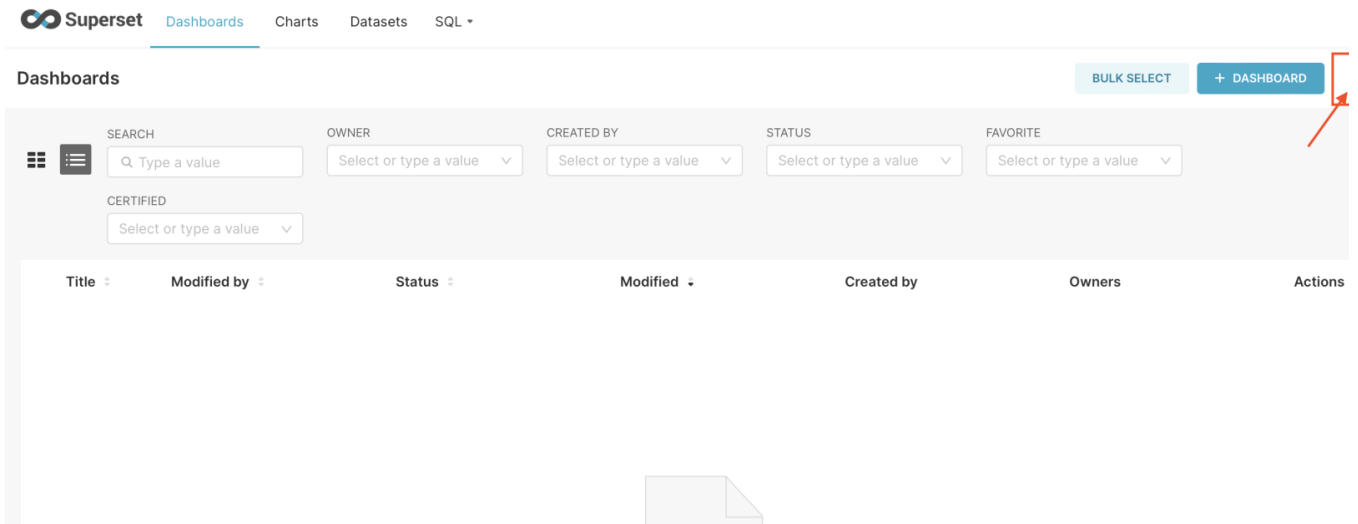 Superset Dashboards Charts Datasets SQL
Dashboards BULK SELECT + DASHBOARD
SEARCH OWNER CREATED BY STATUS FAVORITE
Type a value Select or type a value Select or type a value Select or type a value Select or type a value
CERTIFIED
Select or type a value
Title Modified by Status Modified Created by Owners Actions